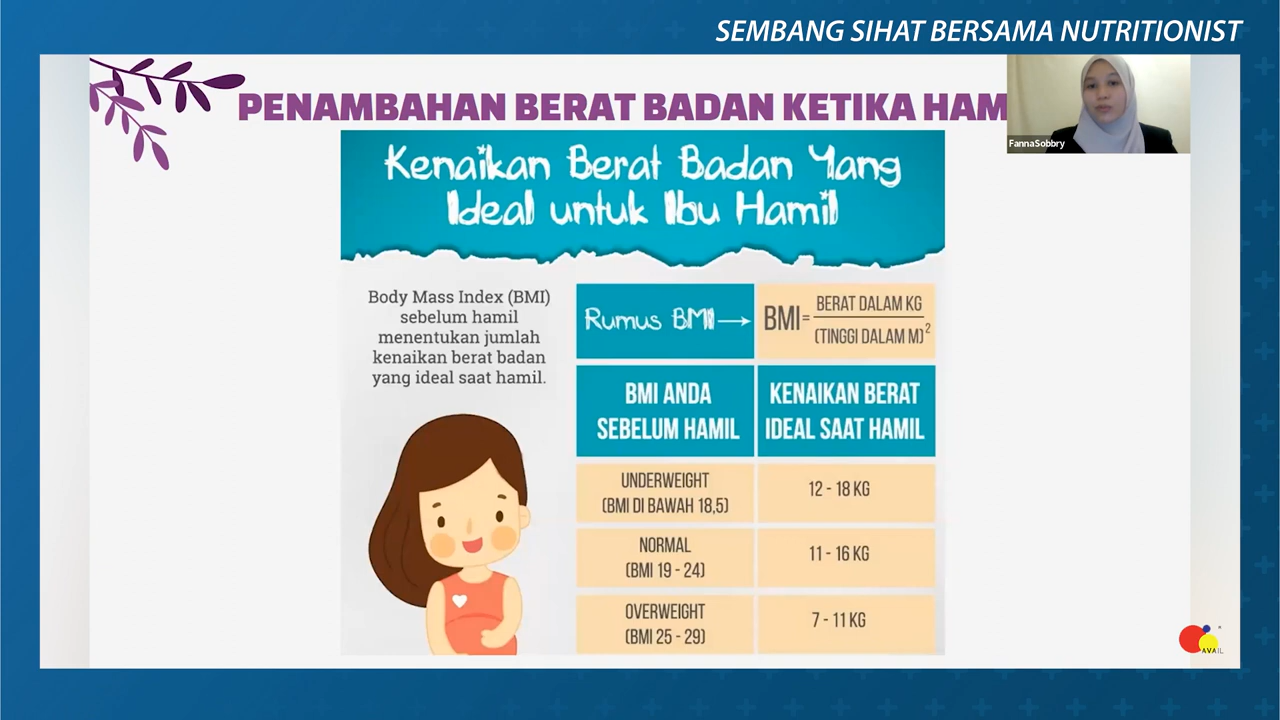 SEMBANG SIHAT BERSAMA NUTRITIONIST
PENAMBAHAN BERAT BADAN KETIKA HAM
FannaSobbry
Kenaikan Berat Badan Yang
Ideal untuk Ibu Hamil
Body Mass Index (BMI)
sebelum hamil
menentukan jumlah
kenaikan berat badan
yang ideal saat hamil.
Rumus BMI →
BMI = BERAT DALAM KG
(TINGGI DALAM M)²
BMI ANDA
SEBELUM HAMIL
KENAIKAN BERAT
IDEAL SAAT HAMIL
UNDERWEIGHT
(BMI DI BAWAH 18,5)
12 - 18 KG
NORMAL
(BMI 19 - 24)
11 - 16 KG
OVERWEIGHT
(BMI 25 - 29)
7 - 11 KG
AVAIL